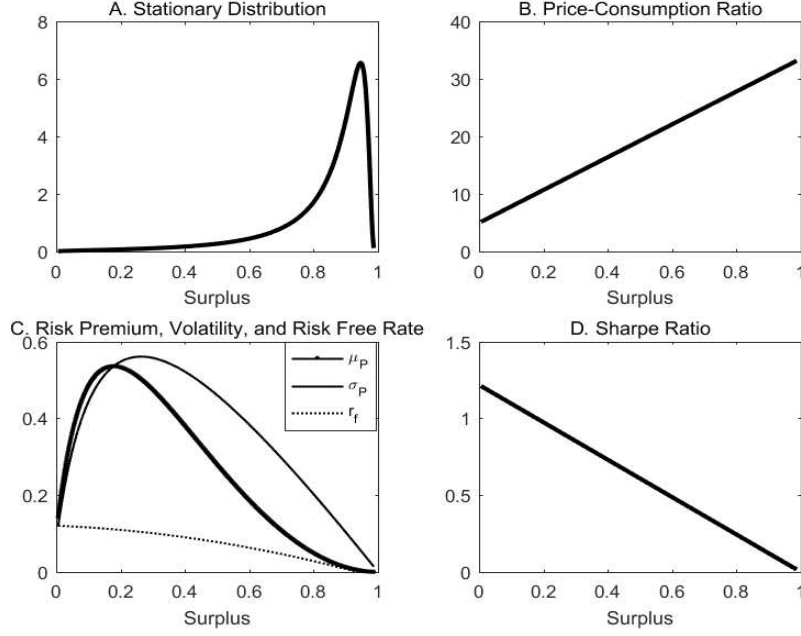 A. Stationary Distribution
8
6
4
2
0
0 0.2 0.4 0.6 0.8 1
Surplus
B. Price-Consumption Ratio
40
30
20
10
0
0 0.2 0.4 0.6 0.8 1
Surplus
C. Risk Premium, Volatility, and Risk Free Rate
0.6
0.4
0.2
0
μP
σP
rf
0 0.2 0.4 0.6 0.8 1
Surplus
D. Sharpe Ratio
1.5
1
0.5
0
0 0.2 0.4 0.6 0.8 1
Surplus